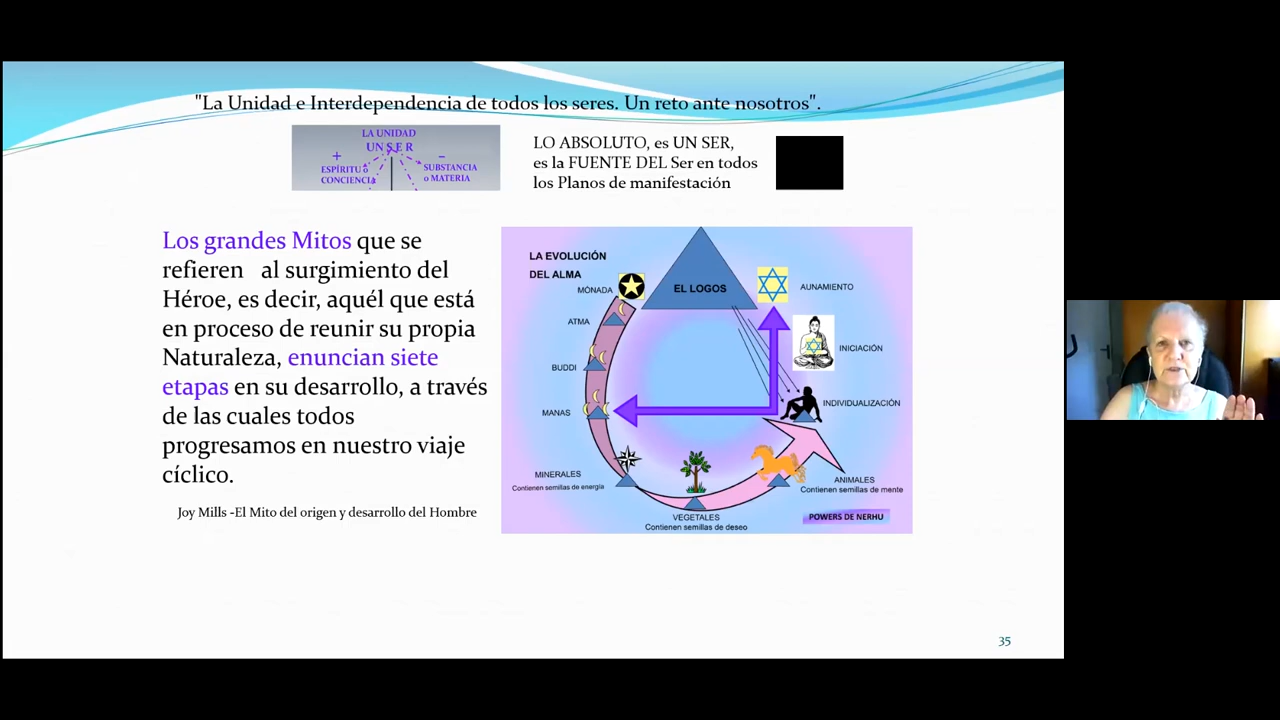 "La Unidad e Interdependencia de todos los seres. Un reto ante nosotros".
LA UNIDAD
UN S E R
+
–
ESPÍRITU o
CONCIENCIA
SUBSTANCIA
o MATERIA
LO ABSOLUTO, es UN SER,
es la FUENTE DEL Ser en todos
los Planos de manifestación
Los grandes Mitos que se
refieren al surgimiento del
Héroe, es decir, aquél que está
en proceso de reunir su propia
Naturaleza, enuncian siete
etapas en su desarrollo, a través
de las cuales todos
progresamos en nuestro viaje
cíclico.
Joy Mills -El Mito del origen y desarrollo del Hombre
LA EVOLUCIÓN
DEL ALMA
MÓNADA
EL LOGOS
AUNAMIENTO
ATMA
INICIACIÓN
BUDDI
MANAS
INDIVIDUALIZACIÓN
MINERALES
Contienen semillas de energía
ANIMALES
Contienen semillas de mente
VEGETALES
Contienen semillas de deseo
POWERS DE NERHU
35